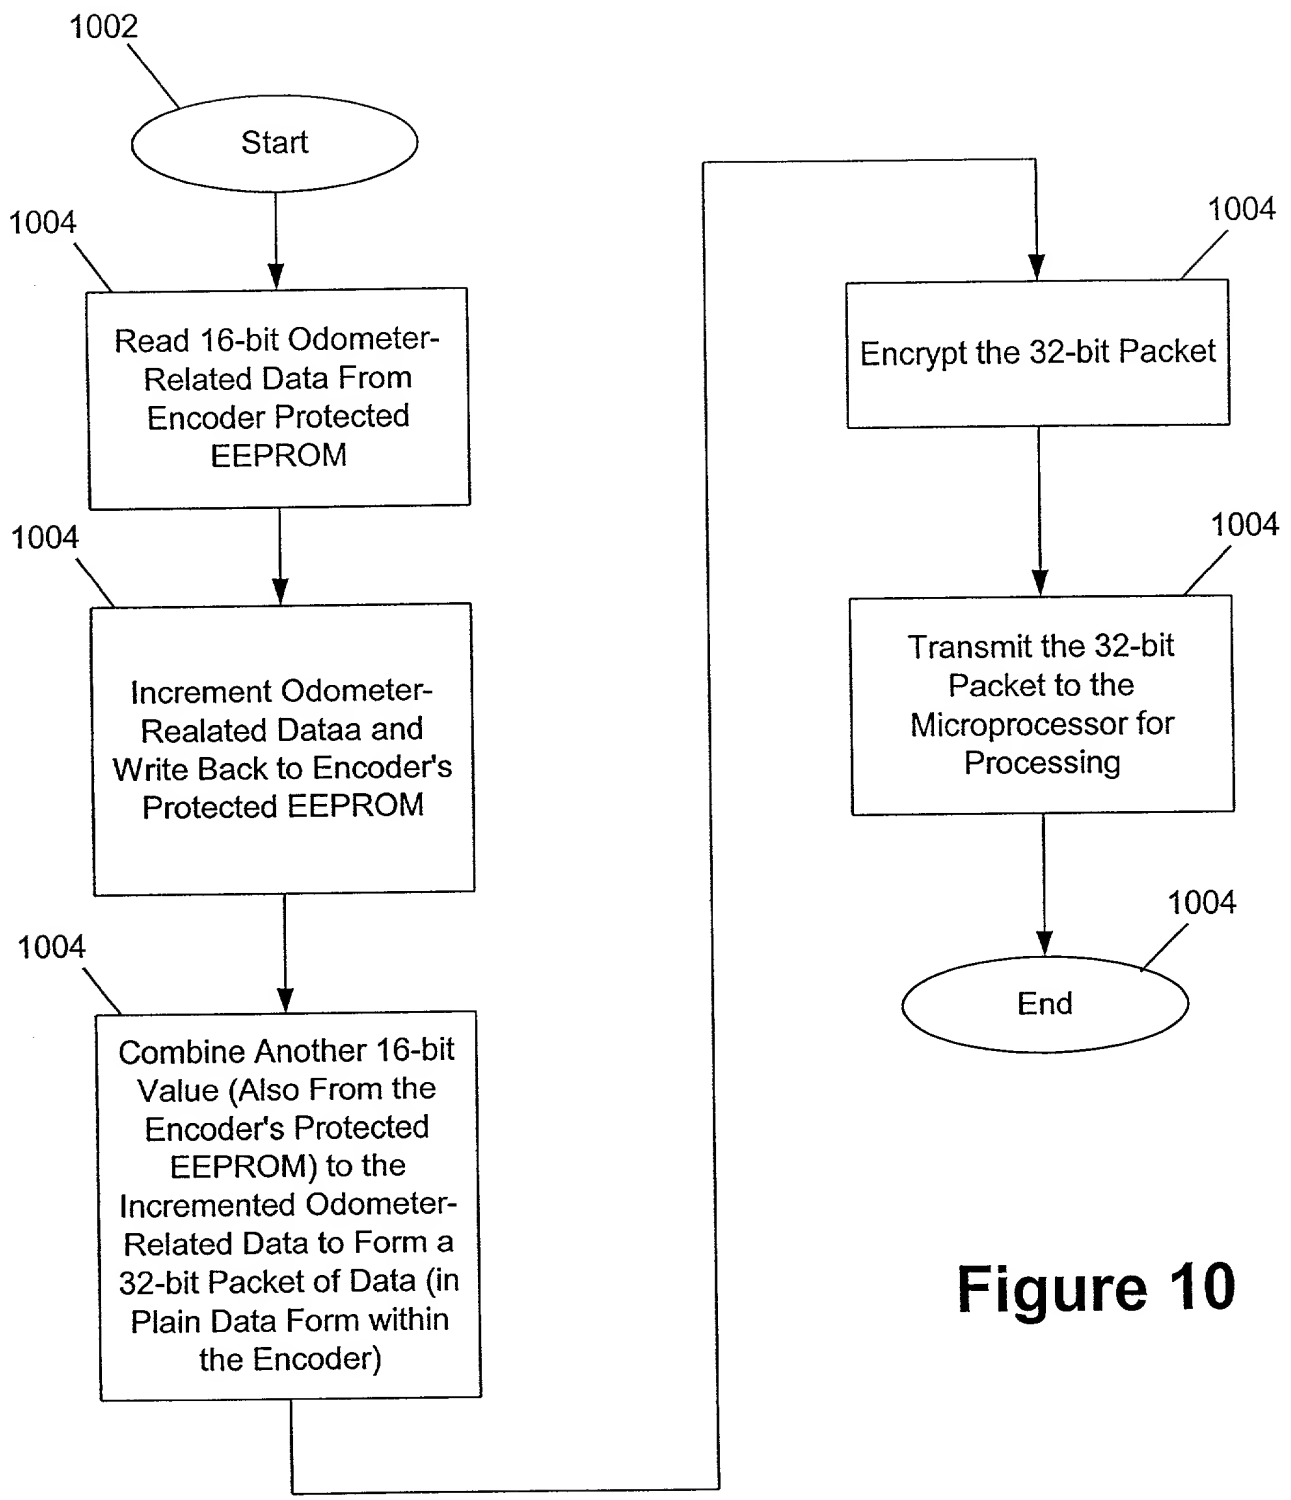 1002
Start
1004
Read 16-bit Odometer-
Related Data From
Encoder Protected
EEPROM
1004
Increment Odometer-
Realated Dataa and
Write Back to Encoder's
Protected EEPROM
1004
Combine Another 16-bit
Value (Also From the
Encoder's Protected
EEPROM) to the
Incremented Odometer-
Related Data to Form a
32-bit Packet of Data (in
Plain Data Form within
the Encoder)
1004
Encrypt the 32-bit Packet
1004
Transmit the 32-bit
Packet to the
Microprocessor for
Processing
1004
End
Figure 10